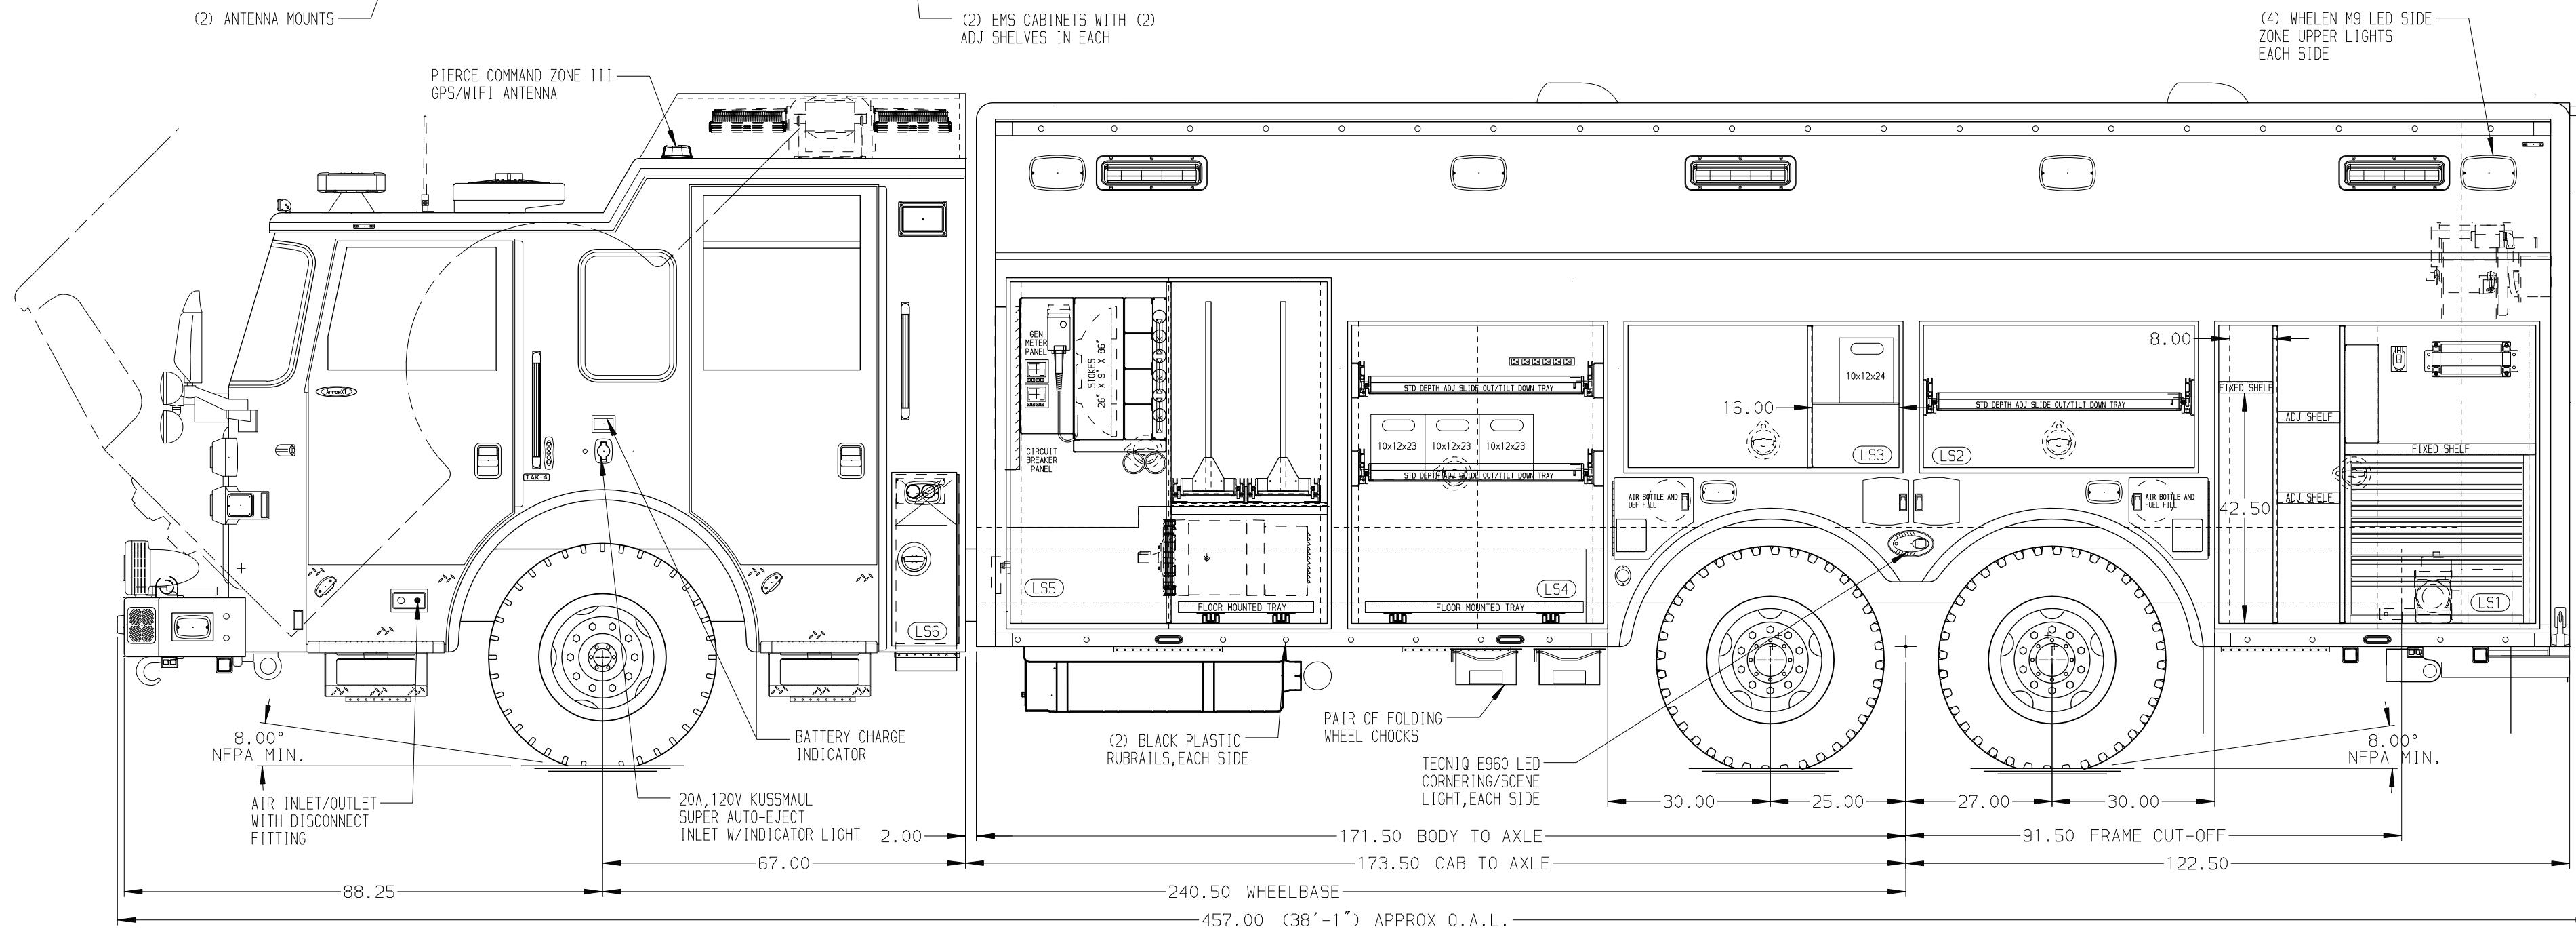 (2) ANTENNA MOUNTS
(2) EMS CABINETS WITH (2)
ADJ SHELVES IN EACH
(4) WHELEN M9 LED SIDE
ZONE UPPER LIGHTS
EACH SIDE
PIERCE COMMAND ZONE III
GPS/WIFI ANTENNA
ArrowXT
TAK-4
GEN
METER
PANEL
STOKES
26" X 9" X 86"
CIRCUIT
BREAKER
PANEL
STD DEPTH ADJ SLIDE OUT/TILT DOWN TRAY
10x12x23
10x12x23
10x12x23
STD DEPTH ADJ SLIDE OUT/TILT DOWN TRAY
10x12x24
16.00
LS3
STD DEPTH ADJ SLIDE OUT/TILT DOWN TRAY
LS2
8.00
FIXED SHELF
ADJ SHELF
FIXED SHELF
ADJ SHELF
42.50
AIR BOTTLE AND
DEF FILL
AIR BOTTLE AND
FUEL FILL
LS5
FLOOR MOUNTED TRAY
LS4
FLOOR MOUNTED TRAY
LS1
LS6
8.00°
NFPA MIN.
AIR INLET/OUTLET
WITH DISCONNECT
FITTING
BATTERY CHARGE
INDICATOR
20A,120V KUSSMAUL
SUPER AUTO-EJECT
INLET W/INDICATOR LIGHT
(2) BLACK PLASTIC
RUBRAILS,EACH SIDE
PAIR OF FOLDING
WHEEL CHOCKS
TECNIQ E960 LED
CORNERING/SCENE
LIGHT,EACH SIDE
8.00°
NFPA MIN.
30.00
25.00
27.00
30.00
2.00
171.50 BODY TO AXLE
91.50 FRAME CUT-OFF
67.00
173.50 CAB TO AXLE
122.50
88.25
240.50 WHEELBASE
457.00 (38'-1") APPROX O.A.L.